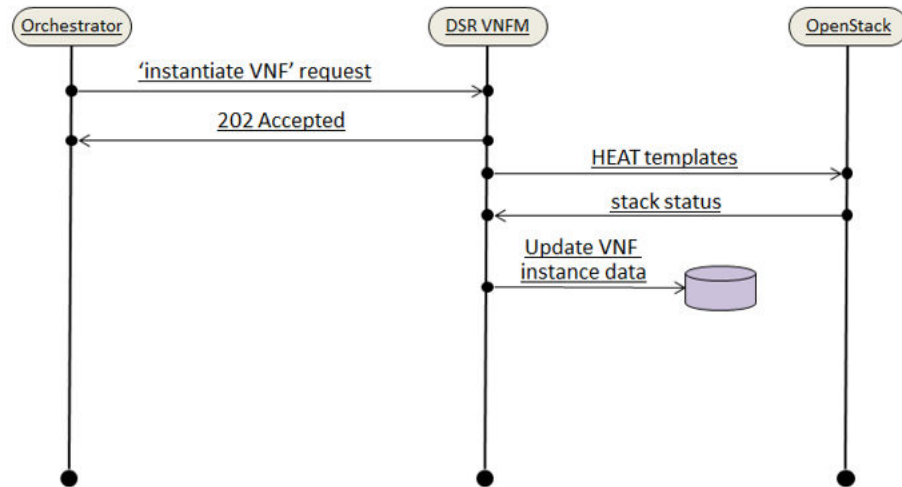 Orchestrator
DSR VNFM
OpenStack
‘instantiate VNF’ request
202 Accepted
HEAT templates
stack status
Update VNF
instance data